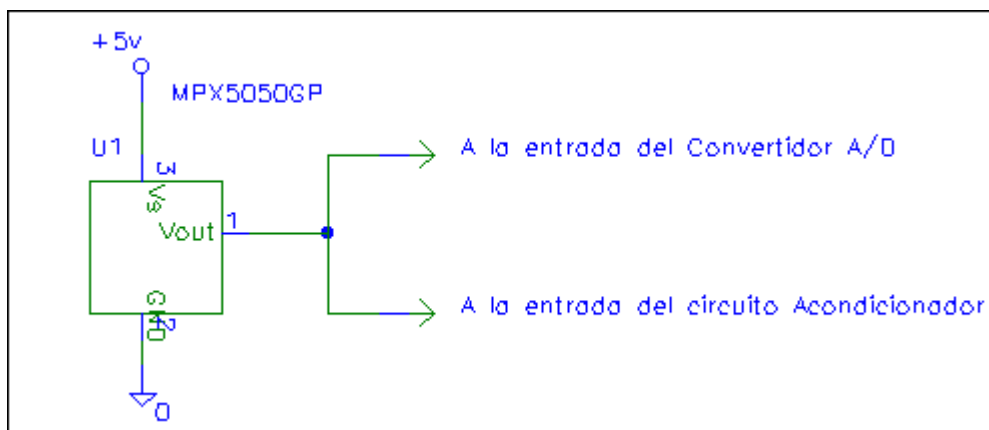 +5v
MPX5050GP
U1
3
Vs
Vout
1
GND
2
0
A la entrada del Convertidor A/D
A la entrada del circuito Acondicionador